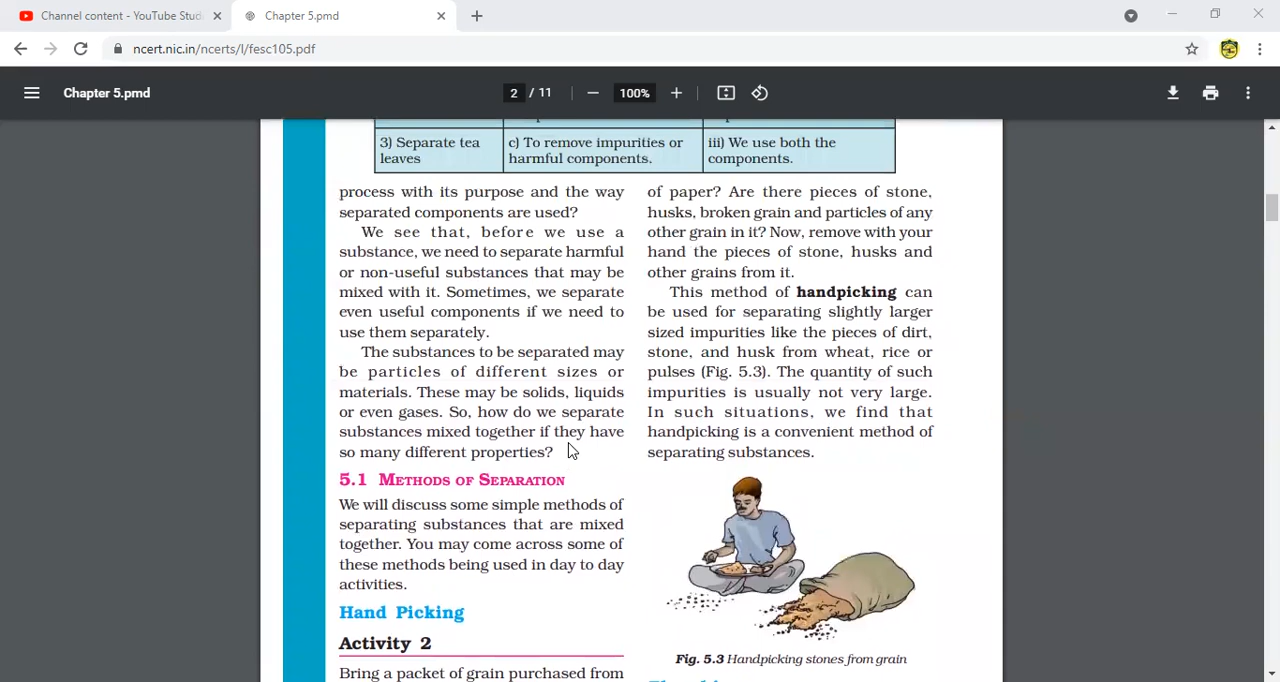 Channel content - YouTube Stud
Chapter 5.pmd
ncert.nic.in/ncerts/l/fesc105.pdf
Chapter 5.pmd
2 / 11
100%
3) Separate tea leaves
c) To remove impurities or harmful components.
iii) We use both the components.
process with its purpose and the way
separated components are used?
We see that, before we use a
substance, we need to separate harmful
or non-useful substances that may be
mixed with it. Sometimes, we separate
even useful components if we need to
use them separately.
The substances to be separated may
be particles of different sizes or
materials. These may be solids, liquids
or even gases. So, how do we separate
substances mixed together if they have
so many different properties?
5.1 METHODS OF SEPARATION
We will discuss some simple methods of
separating substances that are mixed
together. You may come across some of
these methods being used in day to day
activities.
Hand Picking
Activity 2
Bring a packet of grain purchased from
of paper? Are there pieces of stone,
husks, broken grain and particles of any
other grain in it? Now, remove with your
hand the pieces of stone, husks and
other grains from it.
This method of handpicking can
be used for separating slightly larger
sized impurities like the pieces of dirt,
stone, and husk from wheat, rice or
pulses (Fig. 5.3). The quantity of such
impurities is usually not very large.
In such situations, we find that
handpicking is a convenient method of
separating substances.
Fig. 5.3 Handpicking stones from grain